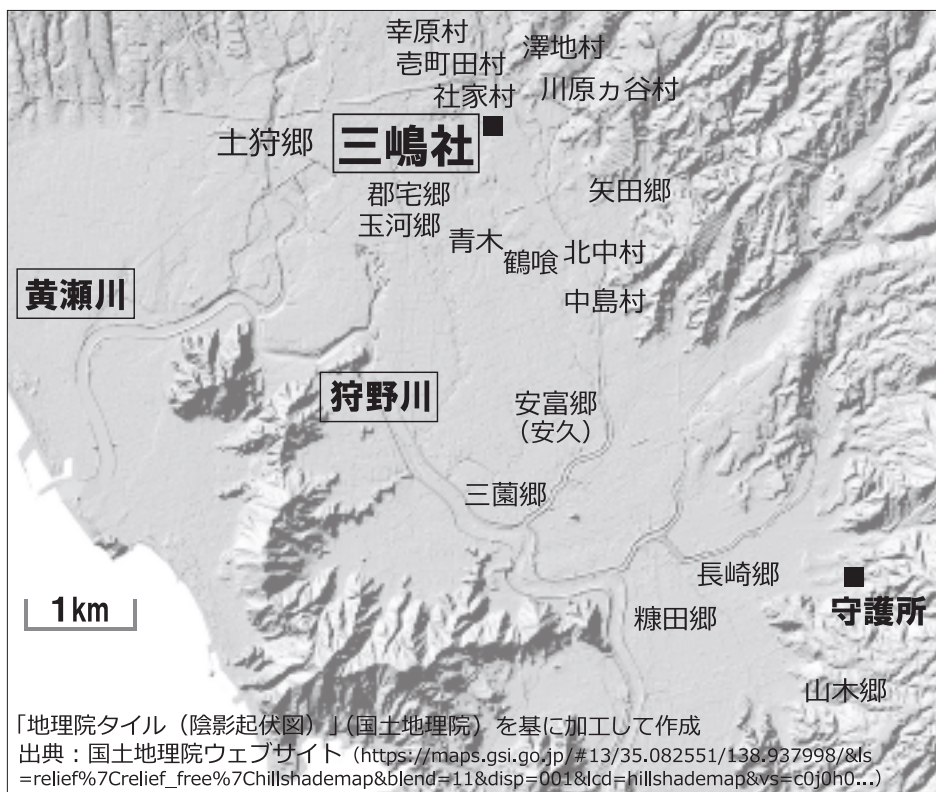 幸原村
澤地村
壱町田村
川原ヵ谷村
社家村
三嶋社
土狩郷
郡宅郷
矢田郷
玉河郷
青木
鶴喰
北中村
黄瀬川
中島村
狩野川
安富郷
（安久）
三薗郷
長崎郷
1km
守護所
糠田郷
山木郷
「地理院タイル（陰影起伏図）」（国土地理院）を基に加工して作成
出典：国土地理院ウェブサイト（https://maps.gsi.go.jp/#13/35.082551/138.937998/&ls
=relief%7Crelief_free%7Chillshademap&blend=11&disp=001&lcd=hillshademap&vs=c0j0h0...）